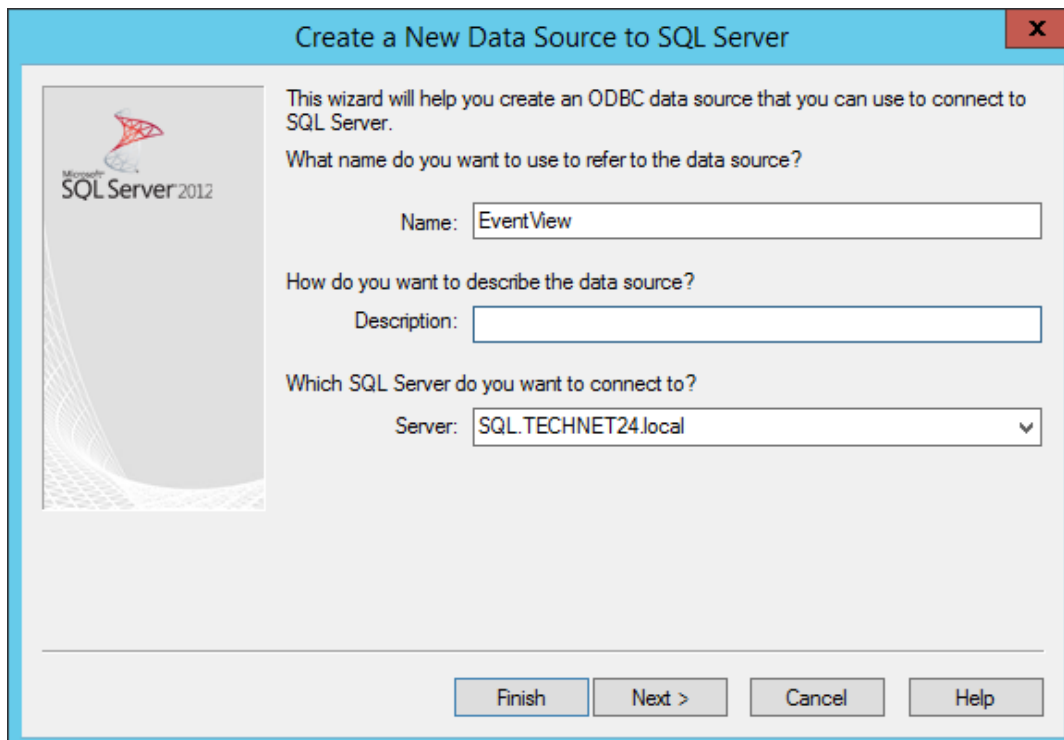 Create a New Data Source to SQL Server
x
This wizard will help you create an ODBC data source that you can use to connect to
SQL Server.
What name do you want to use to refer to the data source?
Microsoft®
SQL Server® 2012
Name: EventView
How do you want to describe the data source?
Description:
Which SQL Server do you want to connect to?
Server: SQL.TECHNET24.local
Finish Next > Cancel Help